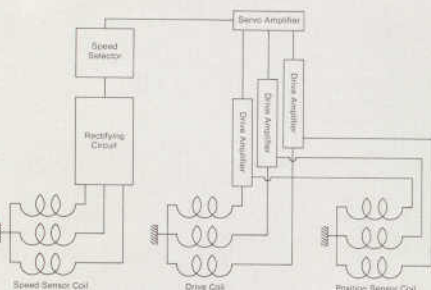 Servo Amplifier
Speed
Selector
Rectifying
Circuit
Drive Amplifier
Drive Amplifier
Drive Amplifier
Speed Sensor Coil
Drive Coil
Position Sensor Coil